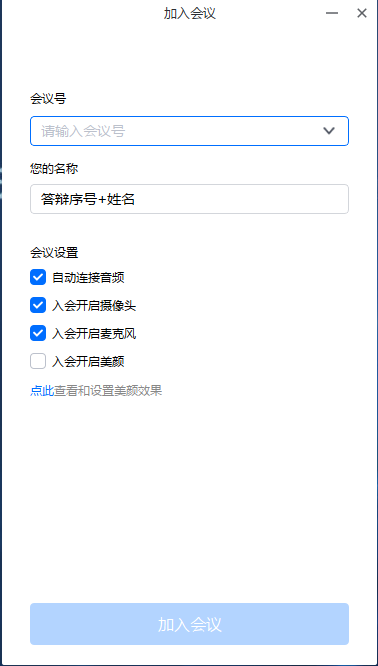 加入会议
会议号
请输入会议号
您的名称
答辩序号+姓名
会议设置
自动连接音频
入会开启摄像头
入会开启麦克风
入会开启美颜
点此查看和设置美颜效果
加入会议